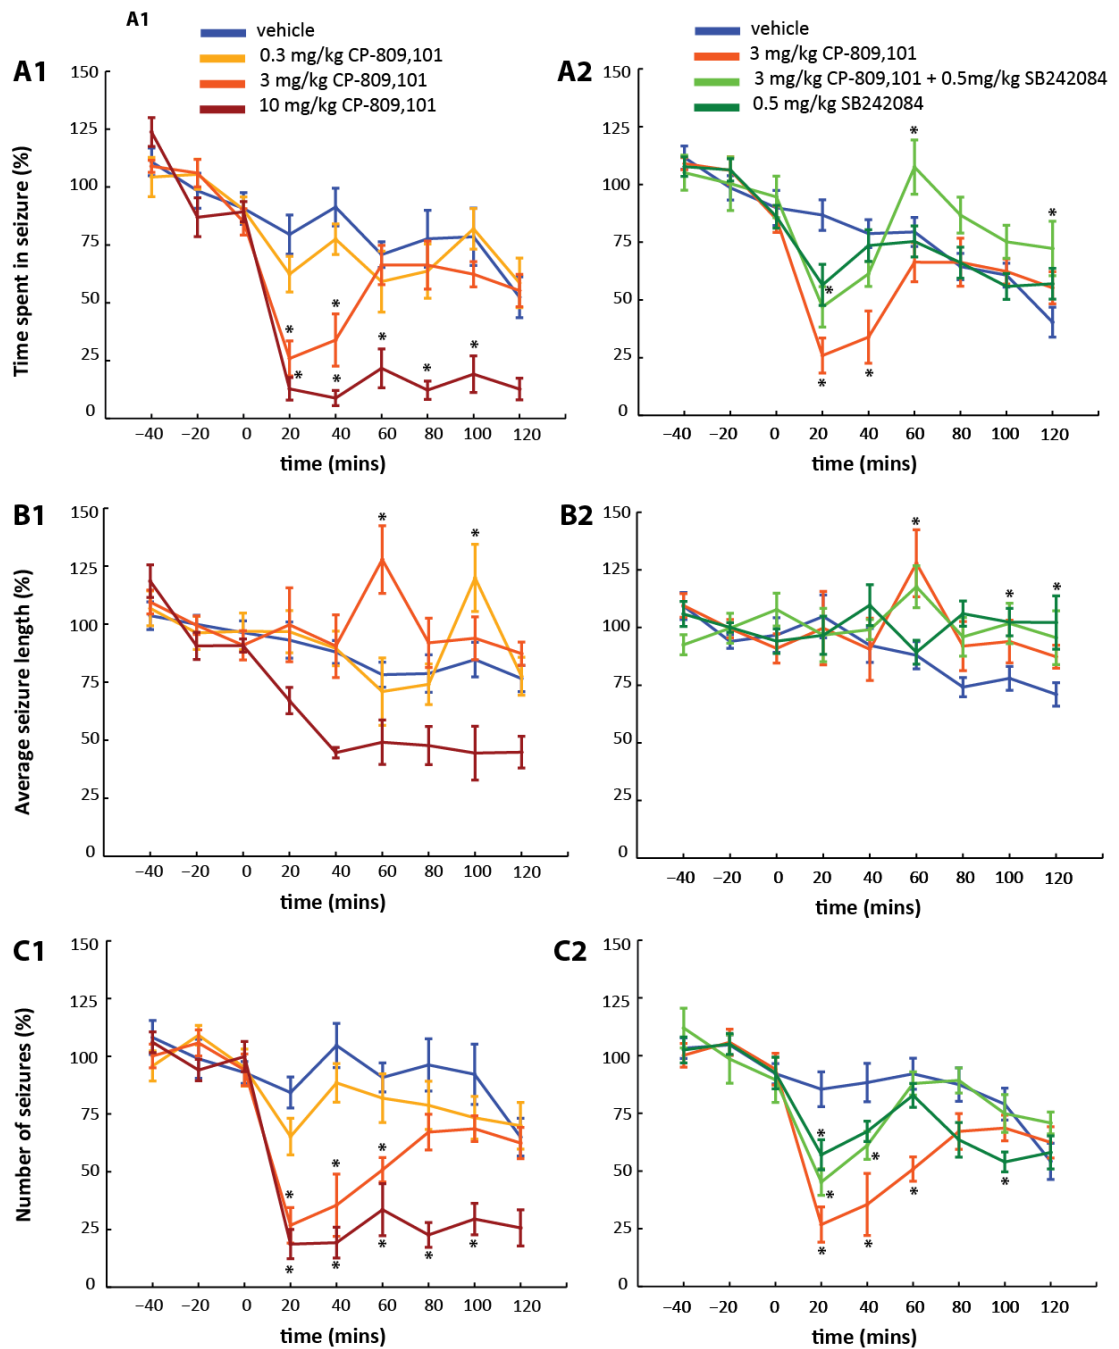 A1
vehicle
0.3 mg/kg CP-809,101
3 mg/kg CP-809,101
10 mg/kg CP-809,101
A1
Time spent in seizure (%)
150
125
100
75
50
25
0
−40 −20 0 20 40 60 80 100 120
time (mins)
* * * * * * * *
vehicle
3 mg/kg CP-809,101
3 mg/kg CP-809,101 + 0.5mg/kg SB242084
0.5 mg/kg SB242084
A2
150
125
100
75
50
25
0
−40 −20 0 20 40 60 80 100 120
time (mins)
* * * * *
B1
Average seizure length (%)
150
125
100
75
50
25
0
−40 −20 0 20 40 60 80 100 120
time (mins)
* *
B2
150
125
100
75
50
25
0
−40 −20 0 20 40 60 80 100 120
time (mins)
* * *
C1
Number of seizures (%)
150
125
100
75
50
25
0
−40 −20 0 20 40 60 80 100 120
time (mins)
* * * * * * * *
C2
150
125
100
75
50
25
0
−40 −20 0 20 40 60 80 100 120
time (mins)
* * * * * * *